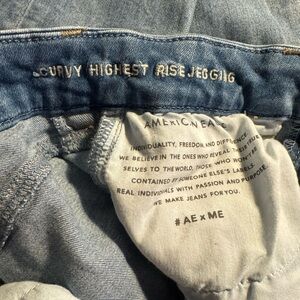 CURVY HIGHEST RISE JEGGING
AMERICAN EA
INDIVIDUALITY, FREEDOM, AND DIFFERENCE
WE BELIEVE IN THE ONES WHO REVEAL THEIR TRUE
SELVES TO THE WORLD, THOSE WHO WON'T BE
CONTAINED BY SOMEONE ELSE'S LABELS.
REAL INDIVIDUALS WITH PASSION AND PURPOSE,
WE MAKE JEANS FOR YOU.
#AE x ME